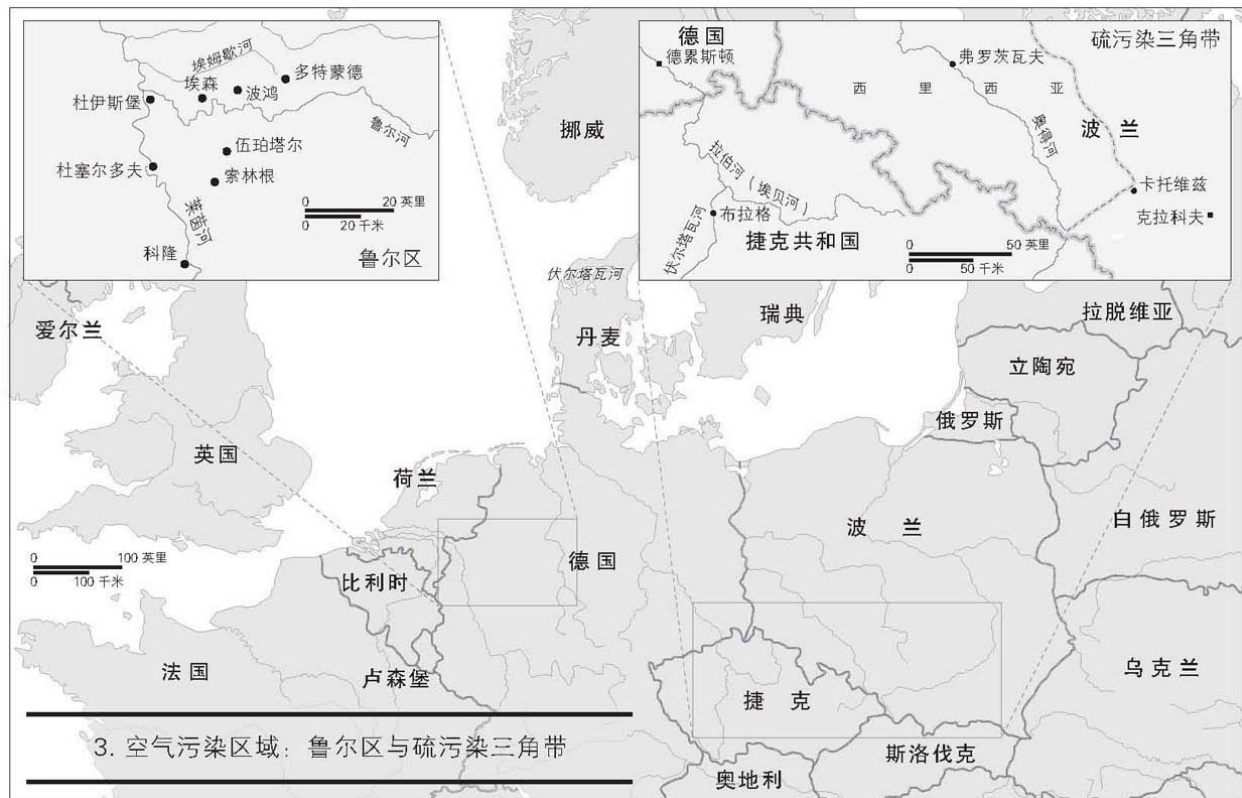 埃姆歇河
多特蒙德
埃森
波鸿
杜伊斯堡
鲁尔河
伍珀塔尔
杜塞尔多夫
索林根
莱茵河
0 20 英里
0 20 千米
科隆
鲁尔区
德国
硫污染三角带
德累斯顿
弗罗茨瓦夫
西里西亚
奥得河
波兰
拉伯河（埃贝河）
卡托维兹
布拉格
克拉科夫
伏尔塔瓦河
捷克共和国
0 50 英里
0 50 千米
挪威
伏尔塔瓦河
瑞典
拉脱维亚
爱尔兰
丹麦
立陶宛
俄罗斯
英国
荷兰
波兰
白俄罗斯
0 100 英里
0 100 千米
德国
比利时
法国
卢森堡
捷克
乌克兰
3. 空气污染区域：鲁尔区与硫污染三角带
斯洛伐克
奥地利